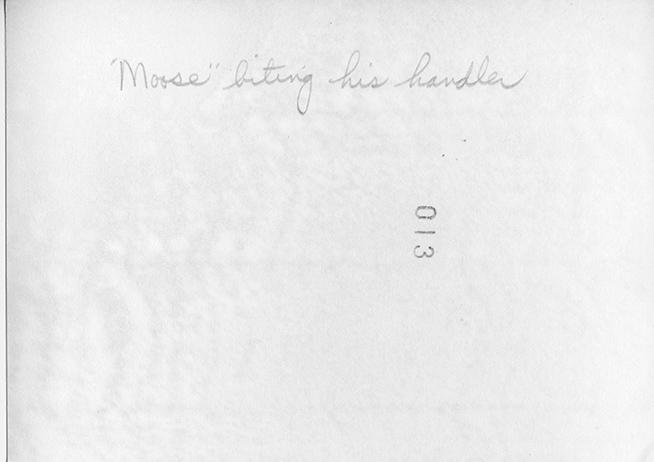 "Moose" biting his handler
013